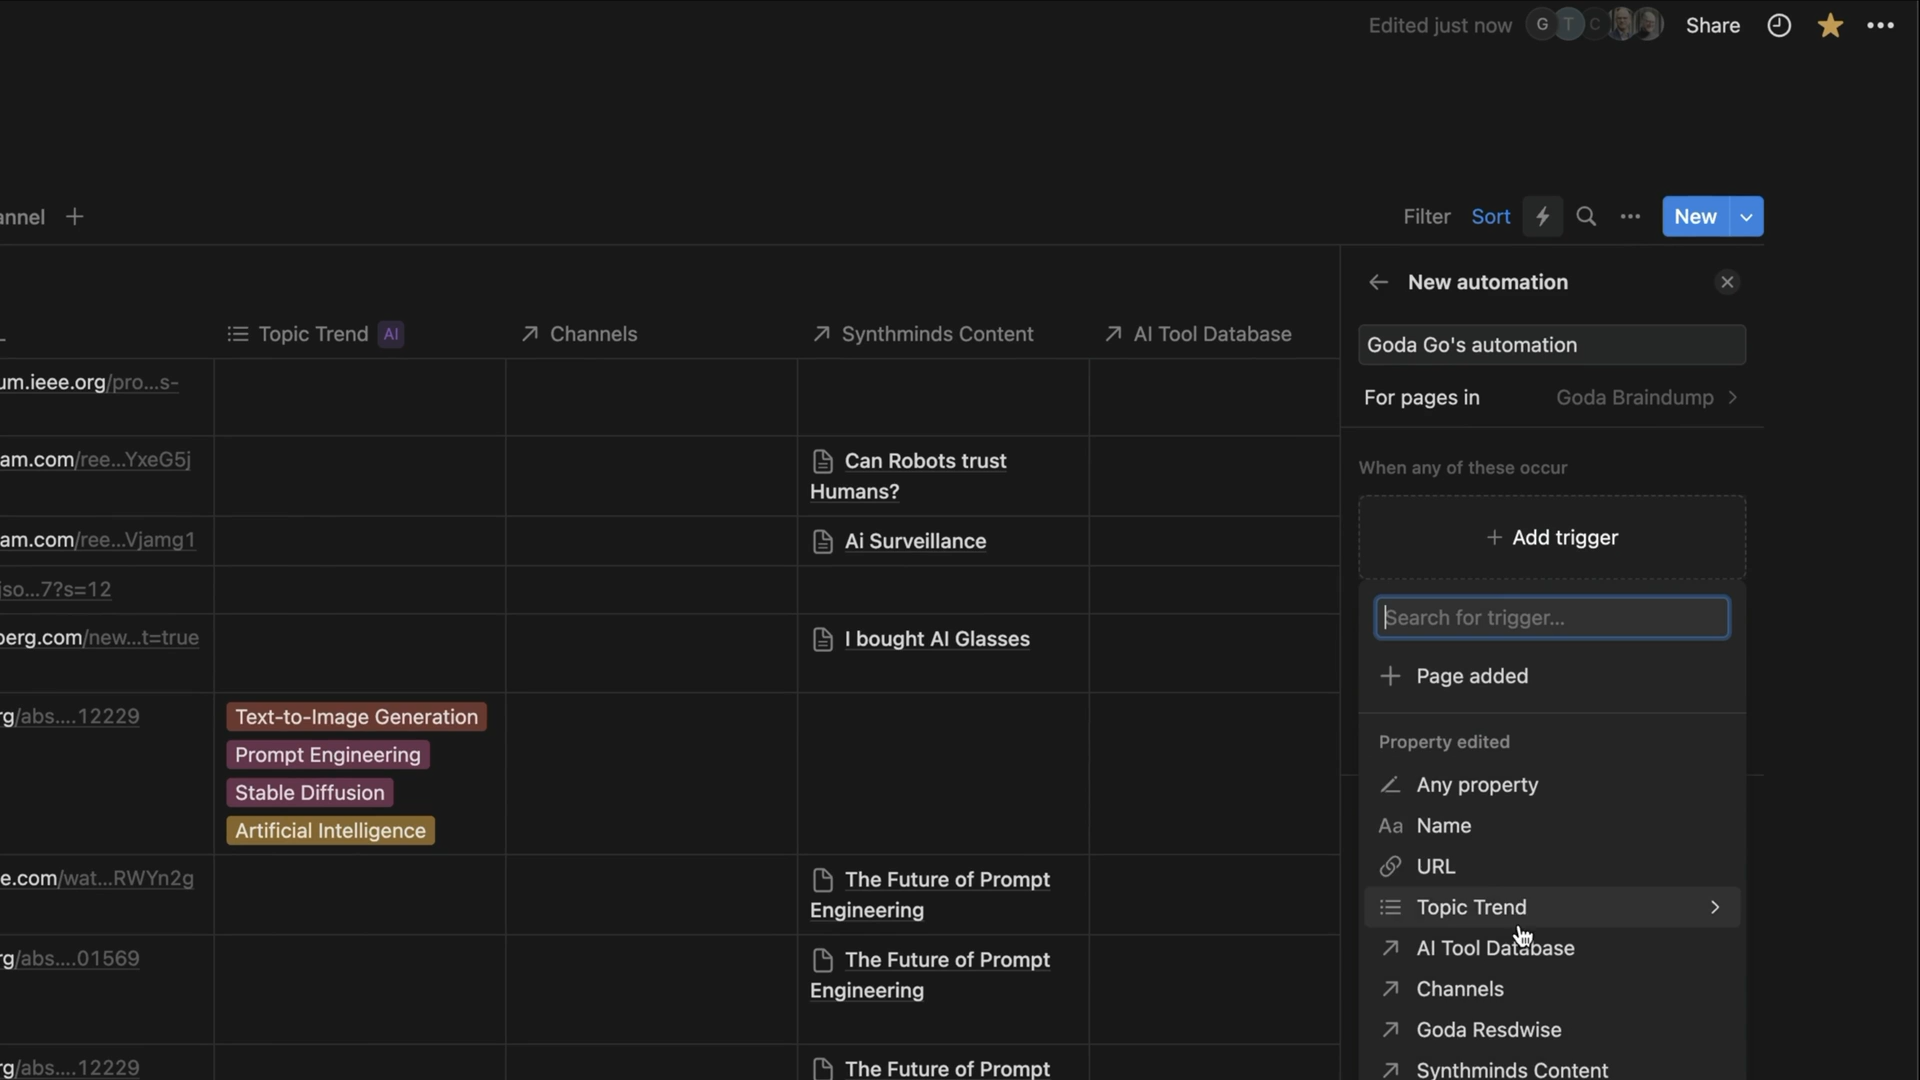 Edited just now
G
T
C
Share
annel
Filter
Sort
New
Topic Trend AI
Channels
Synthminds Content
AI Tool Database
um.ieee.org/pro...s-
am.com/ree...YxeG5j
Can Robots trust
Humans?
am.com/ree...Vjamg1
Ai Surveillance
jso...7?s=12
berg.com/new...t=true
I bought AI Glasses
rg/abs....12229
Text-to-Image Generation
Prompt Engineering
Stable Diffusion
Artificial Intelligence
e.com/wat...RWYn2g
The Future of Prompt
Engineering
rg/abs....01569
The Future of Prompt
Engineering
rg/abs....12229
The Future of Prompt
New automation
Goda Go's automation
For pages in
Goda Braindump
When any of these occur
Add trigger
Search for trigger...
Page added
Property edited
Any property
Aa Name
URL
Topic Trend
AI Tool Database
Channels
Goda Resdwise
Synthminds Content